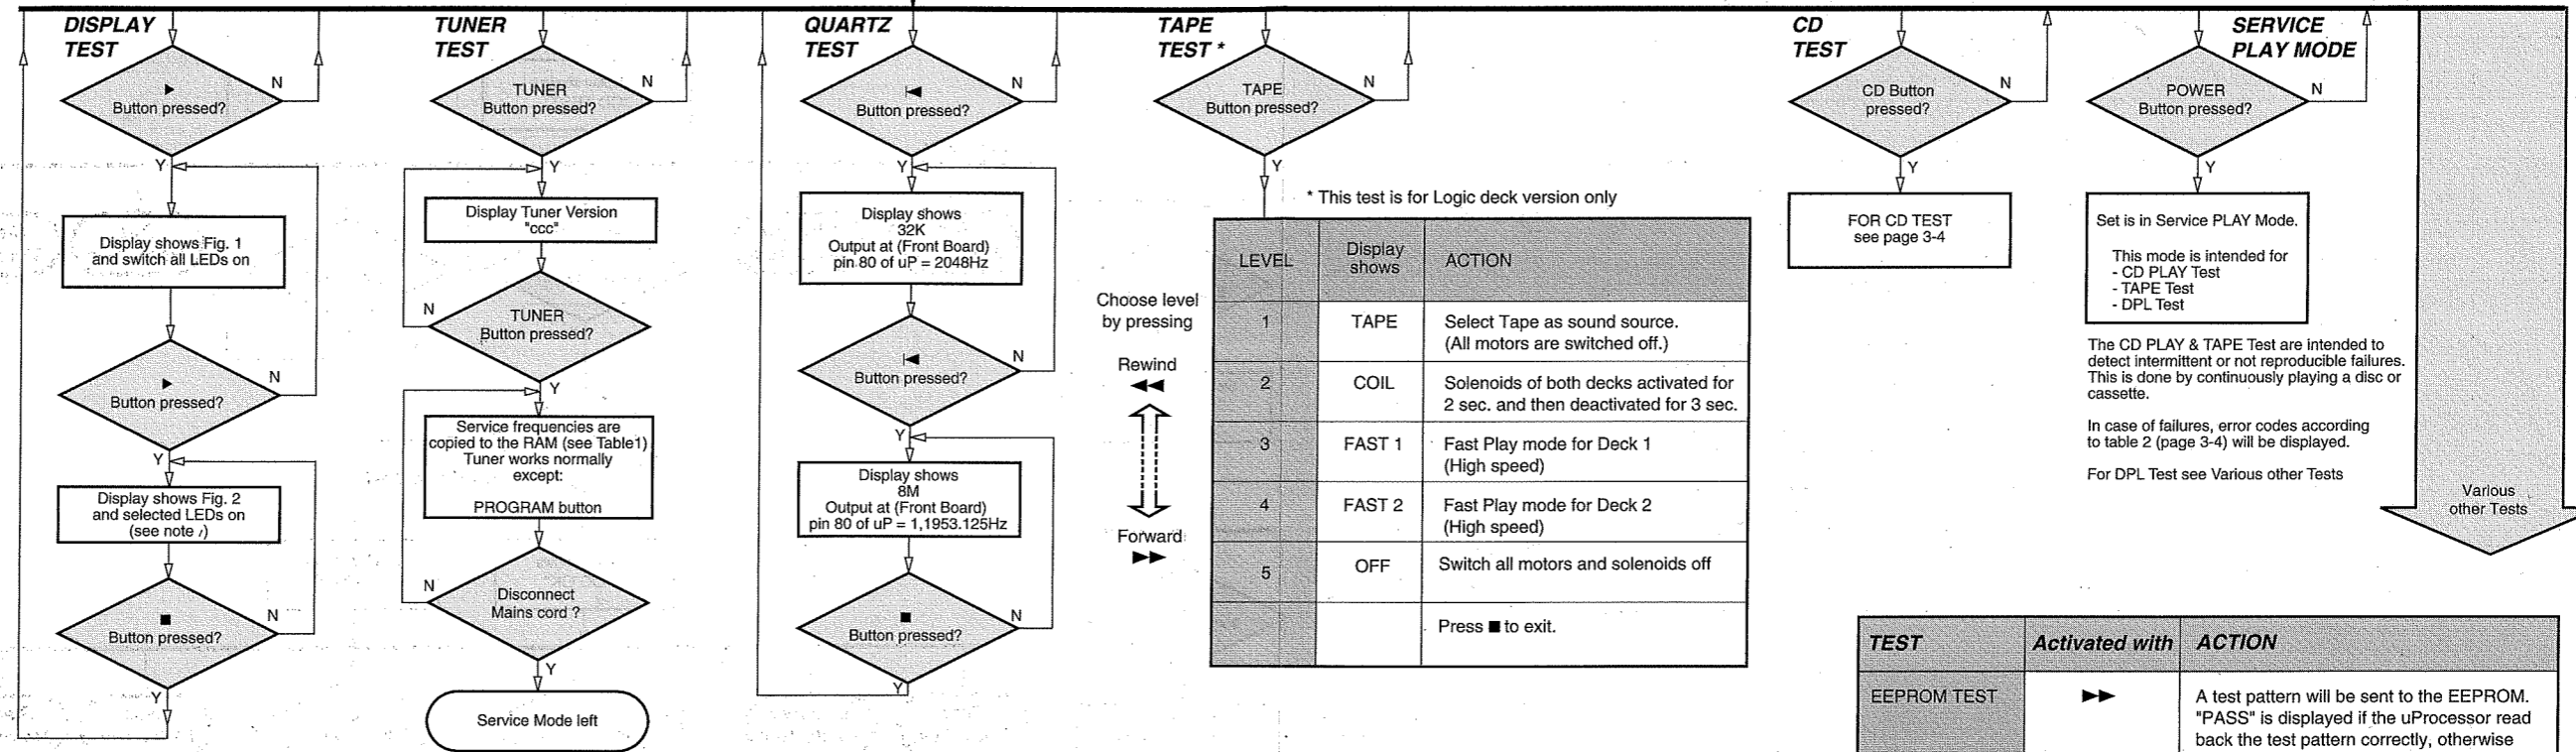 DISPLAY
TEST
▶
Button pressed?
N
Y
Display shows Fig. 1
and switch all LEDs on
▶
Button pressed?
N
Y
Display shows Fig. 2
and selected LEDs on
(see note )
■
Button pressed?
N
Y
TUNER
TEST
TUNER
Button pressed?
N
Y
Display Tuner Version
"ccc"
TUNER
Button pressed?
N
Y
Service frequencies are
copied to the RAM (see Table1)
Tuner works normally
except:
PROGRAM button
Disconnect
Mains cord ?
N
Y
Service Mode left
QUARTZ
TEST
|◀
Button pressed?
N
Y
Display shows
32K
Output at (Front Board)
pin 80 of uP = 2048Hz
|◀
Button pressed?
N
Y
Display shows
8M
Output at (Front Board)
pin 80 of uP = 1,1953.125Hz
■
Button pressed?
N
Y
TAPE
TEST *
TAPE
Button pressed?
N
Y
* This test is for Logic deck version only
Choose level
by pressing
Rewind
◀◀
Forward
▶▶
LEVEL Display shows ACTION
1 TAPE Select Tape as sound source.
(All motors are switched off.)
2 COIL Solenoids of both decks activated for
2 sec. and then deactivated for 3 sec.
3 FAST 1 Fast Play mode for Deck 1
(High speed)
4 FAST 2 Fast Play mode for Deck 2
(High speed)
5 OFF Switch all motors and solenoids off
Press ■ to exit.
CD
TEST
CD Button
pressed?
N
Y
FOR CD TEST
see page 3-4
SERVICE
PLAY MODE
POWER
Button pressed?
N
Y
Set is in Service PLAY Mode.
This mode is intended for
- CD PLAY Test
- TAPE Test
- DPL Test
The CD PLAY & TAPE Test are intended to
detect intermittent or not reproducible failures.
This is done by continuously playing a disc or
cassette.
In case of failures, error codes according
to table 2 (page 3-4) will be displayed.
For DPL Test see Various other Tests
Various
other Tests
TEST Activated with ACTION
EEPROM TEST ▶▶ A test pattern will be sent to the EEPROM.
"PASS" is displayed if the uProcessor read
back the test pattern correctly, otherwise